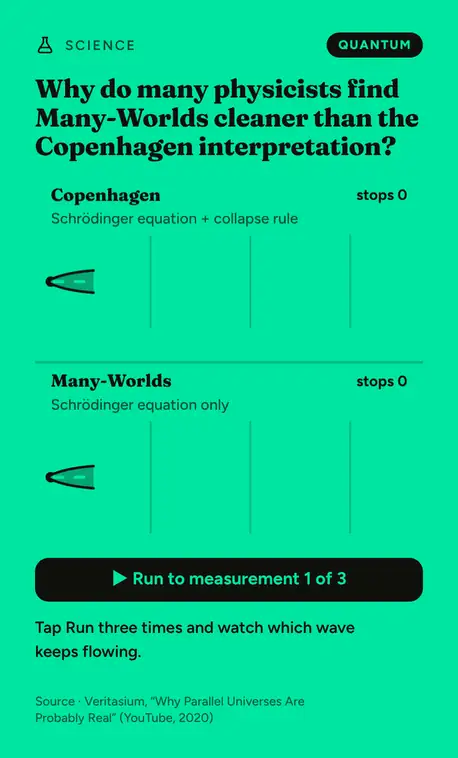 SCIENCE
QUANTUM
Why do many physicists find
Many-Worlds cleaner than the
Copenhagen interpretation?
Copenhagen
stops 0
Schrödinger equation + collapse rule
Many-Worlds
stops 0
Schrödinger equation only
▶ Run to measurement 1 of 3
Tap Run three times and watch which wave
keeps flowing.
Source · Veritasium, “Why Parallel Universes Are
Probably Real” (YouTube, 2020)